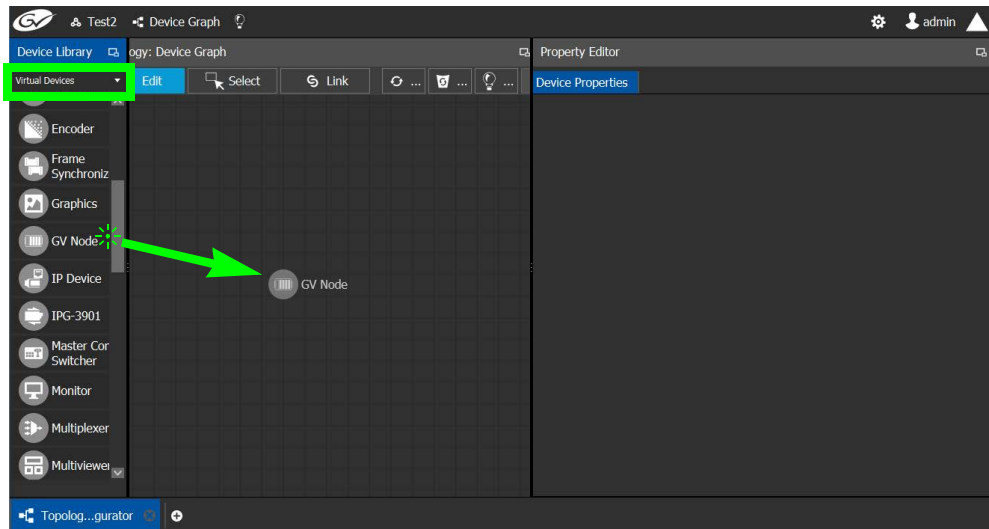 GV Test2 Device Graph admin
Device Library ogy: Device Graph Property Editor
Virtual Devices Edit Select Link ... ... ... Device Properties
Encoder
Frame
Synchroniz
Graphics
GV Node
IP Device
GV Node
IPG-3901
Master Cor
Switcher
Monitor
Multiplexer
Multiviewer
Topolog...gurator